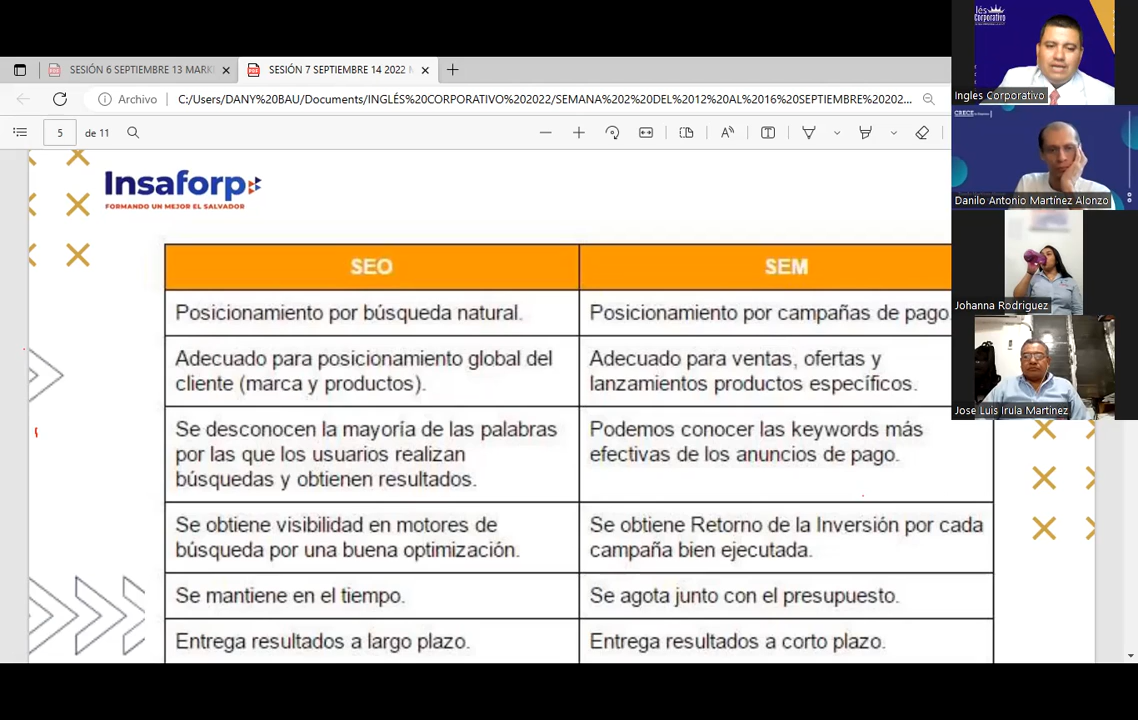 SESIÓN 6 SEPTIEMBRE 13 MARK
SESIÓN 7 SEPTIEMBRE 14 2022 M
Archivo
C:/Users/DANY%20BAU/Documents/INGLÉS%20CORPORATIVO%202022/SEMANA%202%20DEL%2012%20AL%2016%20SEPTIEMBRE%20202...
5
de 11
Insaforp
FORMANDO UN MEJOR EL SALVADOR
SEO
SEM
Posicionamiento por búsqueda natural.
Posicionamiento por campañas de pago
Adecuado para posicionamiento global del
cliente (marca y productos).
Adecuado para ventas, ofertas y
lanzamientos productos específicos.
Se desconocen la mayoría de las palabras
por las que los usuarios realizan
búsquedas y obtienen resultados.
Podemos conocer las keywords más
efectivas de los anuncios de pago.
Se obtiene visibilidad en motores de
búsqueda por una buena optimización.
Se obtiene Retorno de la Inversión por cada
campaña bien ejecutada.
Se mantiene en el tiempo.
Se agota junto con el presupuesto.
Entrega resultados a largo plazo.
Entrega resultados a corto plazo.
lés
Corporativo
Ingles Corporativo
CRECE
Danilo Antonio Martínez Alonzo
Johanna Rodriguez
Jose Luis Irula Martinez